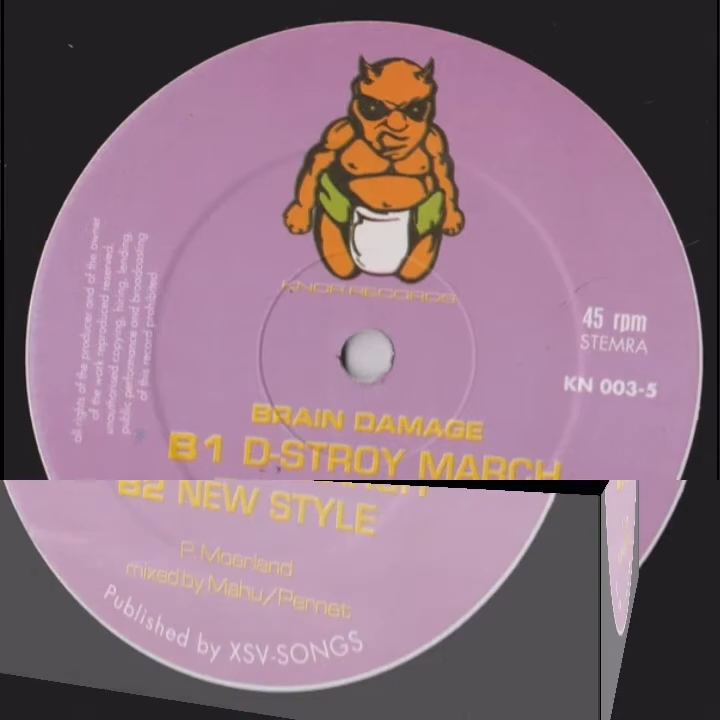 all rights of the producer and of the owner
of the work reproduced reserved.
unauthorised copying, hiring, lending,
public performance and broadcasting
of this record prohibited
KNOR RECORDS
45 rpm
STEMRA
KN 003-5
BRAIN DAMAGE
B1 D-STROY MARCH
B2 NEW STYLE
P. Moerland
mixed by Mahu/Pernet
Published by XSV-SONGS